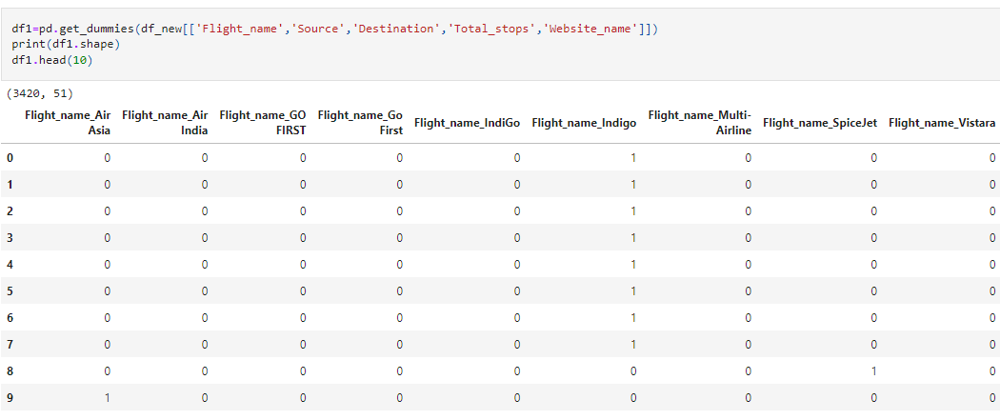 df1=pd.get_dummies(df_new[['Flight_name','Source','Destination','Total_stops','Website_name']])
print(df1.shape)
df1.head(10)
(3420, 51)
Flight_name_Air Asia Flight_name_Air India Flight_name_GO FIRST Flight_name_Go First Flight_name_IndiGo Flight_name_Indigo Flight_name_Multi-Airline Flight_name_SpiceJet Flight_name_Vistara
0 0 0 0 0 0 1 0 0 0
1 0 0 0 0 0 1 0 0 0
2 0 0 0 0 0 1 0 0 0
3 0 0 0 0 0 1 0 0 0
4 0 0 0 0 0 1 0 0 0
5 0 0 0 0 0 1 0 0 0
6 0 0 0 0 0 1 0 0 0
7 0 0 0 0 0 1 0 0 0
8 0 0 0 0 0 0 0 1 0
9 1 0 0 0 0 0 0 0 0